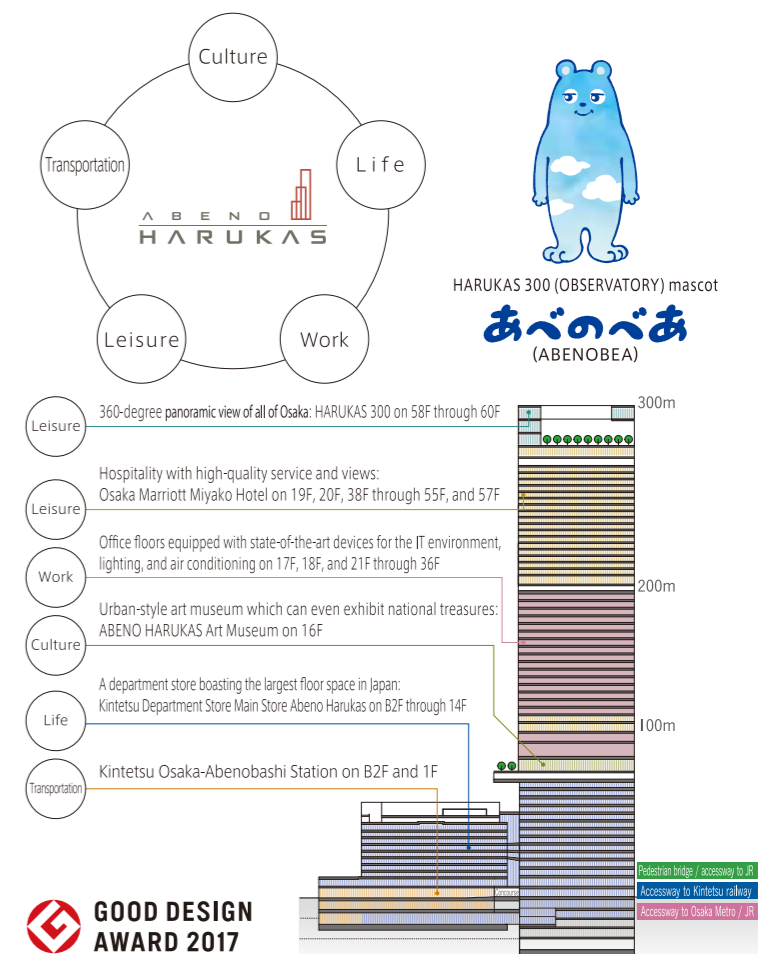 Culture
Transportation
Life
ABENO
HARUKAS
Leisure
Work
HARUKAS 300 (OBSERVATORY) mascot
あべのべあ
(ABENOBEA)
Leisure
360-degree panoramic view of all of Osaka: HARUKAS 300 on 58F through 60F
300m
Leisure
Hospitality with high-quality service and views:
Osaka Marriott Miyako Hotel on 19F, 20F, 38F through 55F, and 57F
Work
Office floors equipped with state-of-the-art devices for the IT environment,
lighting, and air conditioning on 17F, 18F, and 21F through 36F
200m
Culture
Urban-style art museum which can even exhibit national treasures:
ABENO HARUKAS Art Museum on 16F
Life
A department store boasting the largest floor space in Japan:
Kintetsu Department Store Main Store Abeno Harukas on B2F through 14F
100m
Transportation
Kintetsu Osaka-Abenobashi Station on B2F and 1F
Concourse
Pedestrian bridge / accessway to JR
Accessway to Kintetsu railway
Accessway to Osaka Metro / JR
GOOD DESIGN
AWARD 2017